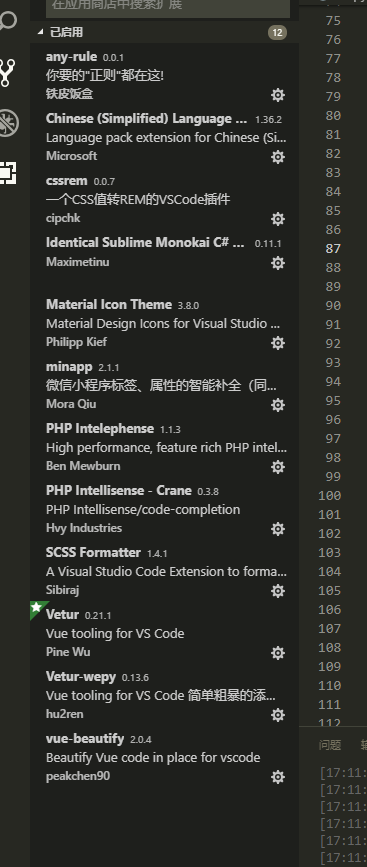 在应用商店中搜索扩展
已启用 12
any-rule 0.0.1
你要的"正则"都在这!
铁皮饭盒
Chinese (Simplified) Language ... 1.36.2
Language pack extension for Chinese (Si...
Microsoft
cssrem 0.0.7
一个CSS值转REM的VSCode插件
cipchk
Identical Sublime Monokai C# ... 0.11.1
Maximetinu
Material Icon Theme 3.8.0
Material Design Icons for Visual Studio ...
Philipp Kief
minapp 2.1.1
微信小程序标签、属性的智能补全（同...
Mora Qiu
PHP Intelephense 1.1.3
High performance, feature rich PHP intel...
Ben Mewburn
PHP Intellisense - Crane 0.3.8
PHP Intellisense/code-completion
Hvy Industries
SCSS Formatter 1.4.1
A Visual Studio Code Extension to forma...
Sibiraj
Vetur 0.21.1
Vue tooling for VS Code
Pine Wu
Vetur-wepy 0.13.6
Vue tooling for VS Code 简单粗暴的添...
hu2ren
vue-beautify 2.0.4
Beautify Vue code in place for vscode
peakchen90
75
76
77
78
79
80
81
82
83
84
85
86
87
88
89
90
91
92
93
94
95
96
97
98
99
100
101
102
103
104
105
106
107
108
109
110
111
112
问题
[17:11:
[17:11:
[17:11:
[17:11:
[17:11:
[17:11: